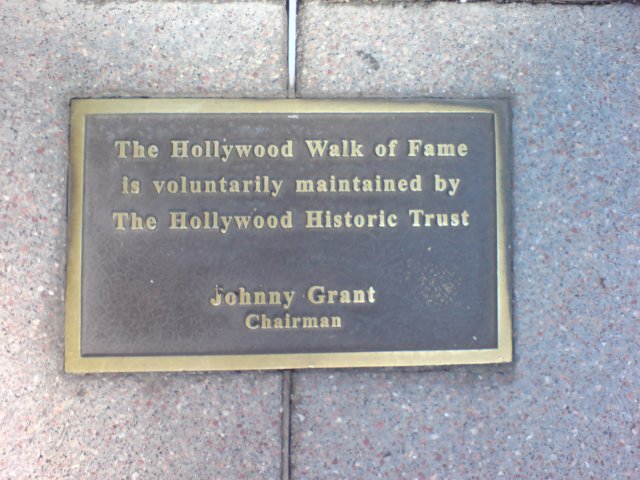 The Hollywood Walk of Fame
is voluntarily maintained by
The Hollywood Historic Trust
Johnny Grant
Chairman